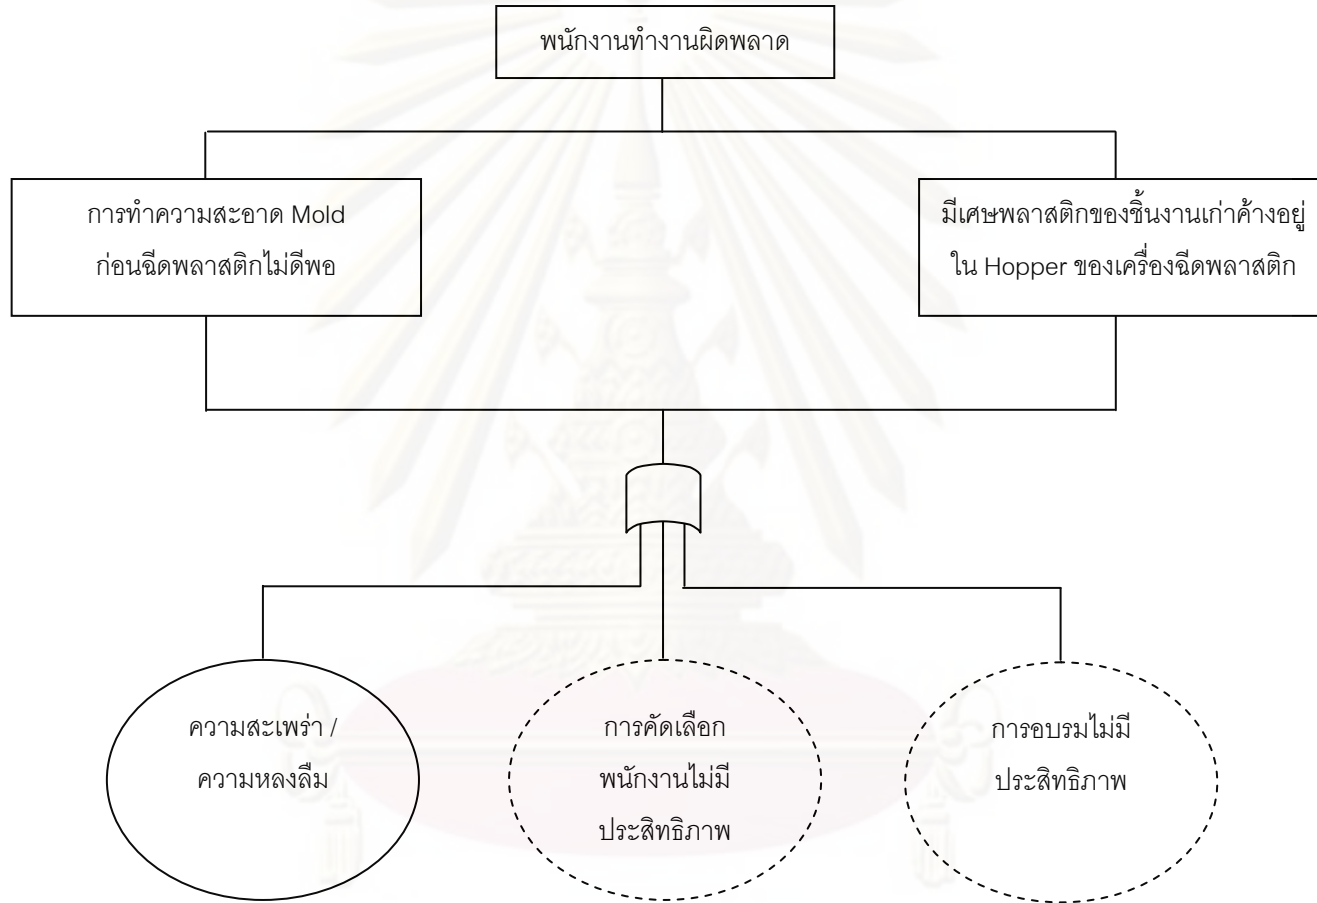 พนักงานทำงานผิดพลาด
การทำความสะอาด Mold
ก่อนฉีดพลาสติกไม่ดีพอ
มีเศษพลาสติกของชิ้นงานเก่าค้างอยู่
ใน Hopper ของเครื่องฉีดพลาสติก
ความสะเพร่า /
ความหลงลืม
การคัดเลือก
พนักงานไม่มี
ประสิทธิภาพ
การอบรมไม่มี
ประสิทธิภาพ